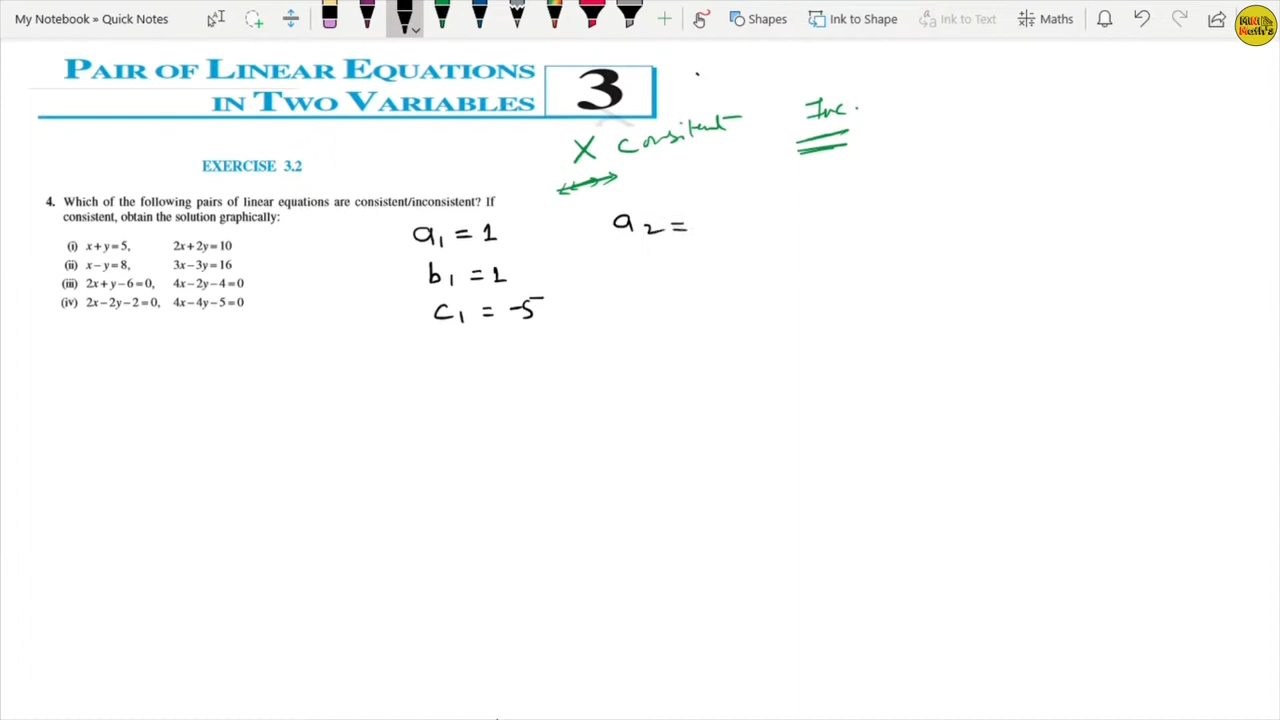 My Notebook » Quick Notes
Shapes
Ink to Shape
Ink to Text
Maths
MiNi Math's
PAIR OF LINEAR EQUATIONS
IN TWO VARIABLES
3
X consitent
Inc.
EXERCISE 3.2
4. Which of the following pairs of linear equations are consistent/inconsistent? If
consistent, obtain the solution graphically:
(i) x+y=5, 2x+2y=10
(ii) x−y=8, 3x−3y=16
(iii) 2x+y−6=0, 4x−2y−4=0
(iv) 2x−2y−2=0, 4x−4y−5=0
a₁ = 1
a₂ =
b₁ = 1
c₁ = -5